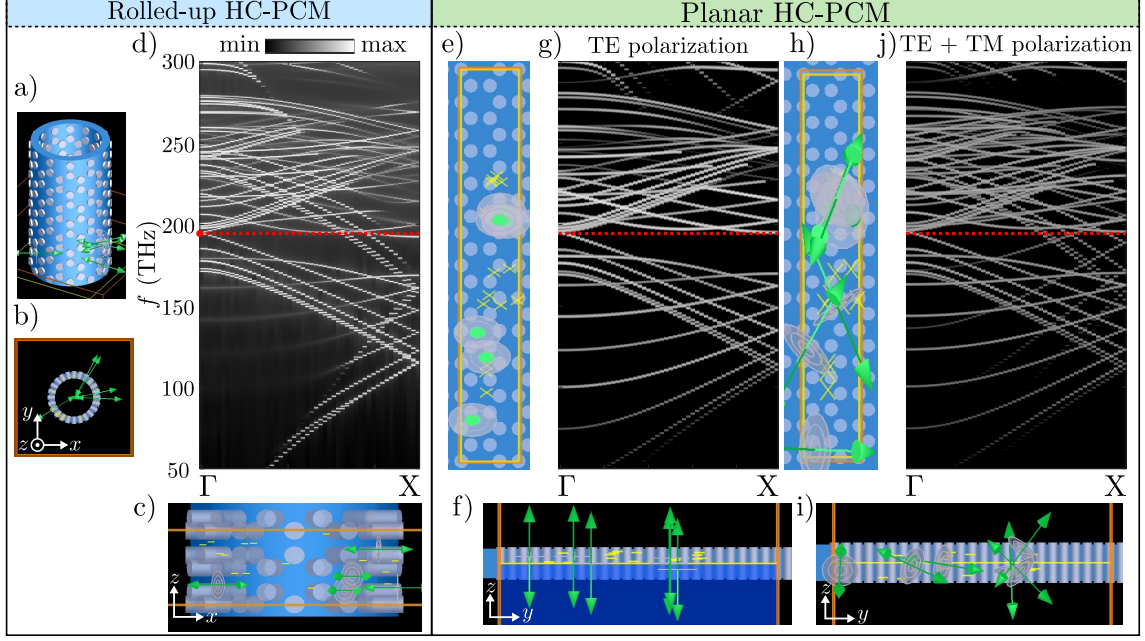 Rolled-up HC-PCM
Planar HC-PCM
d) min max
e) g) TE polarization
h) j) TE + TM polarization
a)
b)
f (THz)
300
250
200
150
100
50
Γ X
Γ X
Γ X
y
z x
c)
z
x
f)
z
y
i)
z
y